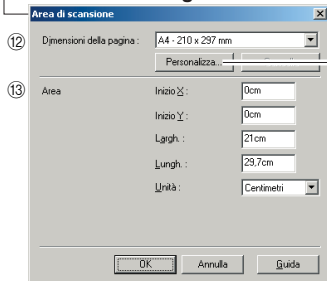 Area di scansione
⑫ Dimensioni della pagina : A4 - 210 x 297 mm
Personalizza...
⑬ Area Inizio X : 0cm
Inizio Y : 0cm
Largh. : 21cm
Lungh. : 29,7cm
Unità : Centimetri
OK Annulla Guida